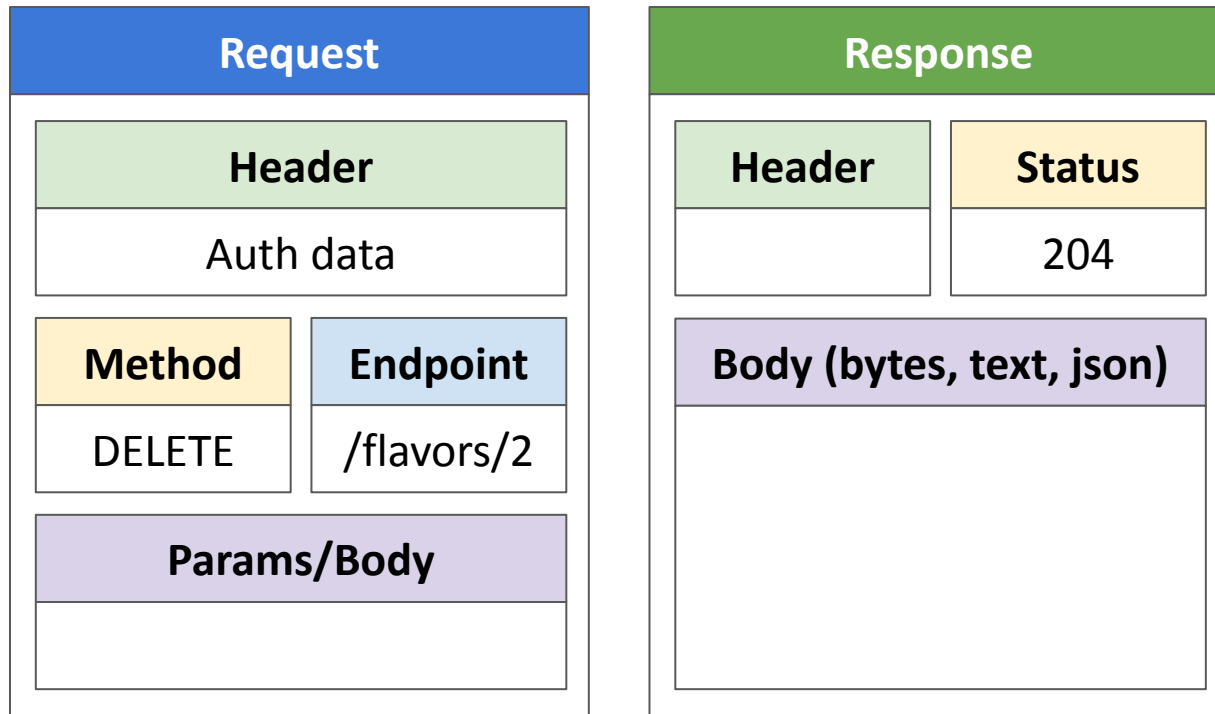 Request
Header
Auth data
Method
Endpoint
DELETE
/flavors/2
Params/Body
Response
Header
Status
204
Body (bytes, text, json)